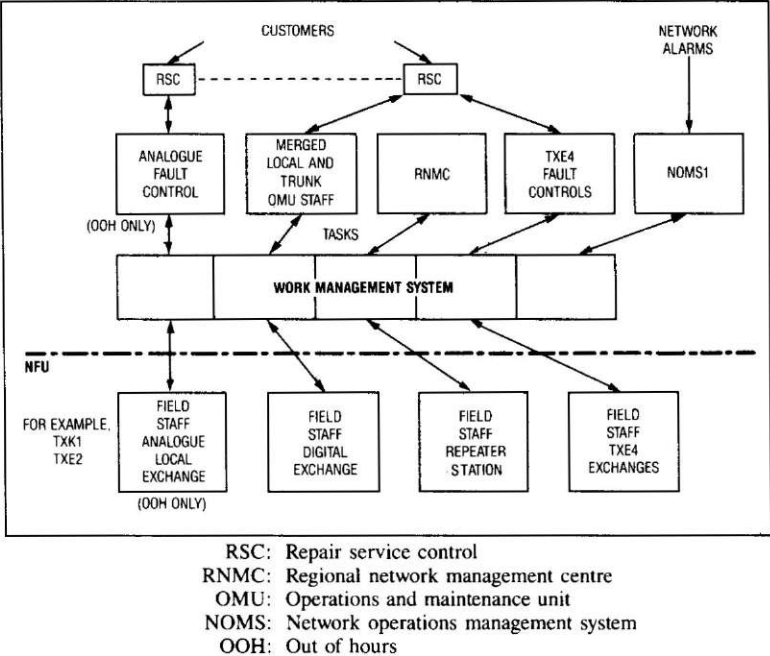 CUSTOMERS
NETWORK
ALARMS
RSC
RSC
ANALOGUE
FAULT
CONTROL
MERGED
LOCAL AND
TRUNK
OMU STAFF
RNMC
TXE4
FAULT
CONTROLS
NOMS1
(OOH ONLY)
TASKS
WORK MANAGEMENT SYSTEM
NFU
FOR EXAMPLE,
TXK1
TXE2
FIELD
STAFF
ANALOGUE
LOCAL
EXCHANGE
(OOH ONLY)
FIELD
STAFF
DIGITAL
EXCHANGE
FIELD
STAFF
REPEATER
STATION
FIELD
STAFF
TXE4
EXCHANGES
RSC: Repair service control
RNMC: Regional network management centre
OMU: Operations and maintenance unit
NOMS: Network operations management system
OOH: Out of hours